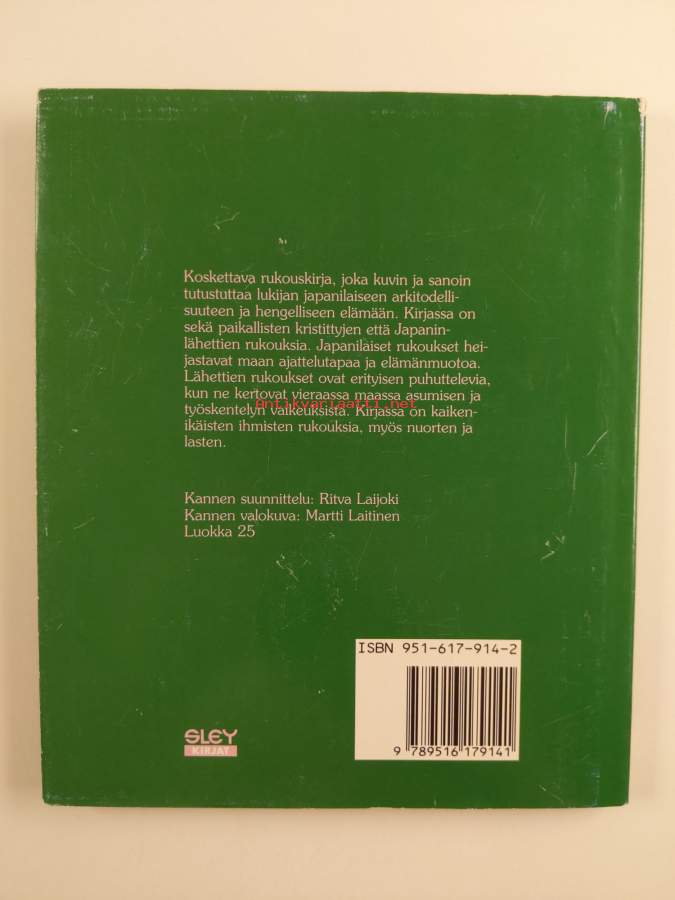 Koskettava rukouskirja, joka kuvin ja sanoin
tutustuttaa lukijan japanilaiseen arkitodelli-
suuteen ja hengelliseen elämään. Kirjassa on
sekä paikallisten kristittyjen että Japanin-
lähettien rukouksia. Japanilaiset rukoukset hei-
jastavat maan ajattelutapaa ja elämänmuotoa.
Lähettien rukoukset ovat erityisen puhuttelevia,
kun ne kertovat vieraassa maassa asumisen ja
Antikvariaatti.net
työskentelyn vaikeuksista. Kirjassa on kaiken-
ikäisten ihmisten rukouksia, myös nuorten ja
lasten.
Kannen suunnittelu: Ritva Laijoki
Kannen valokuva: Martti Laitinen
Luokka 25
ISBN 951-617-914-2
9 789516 179141
SLEY
KIRJAT